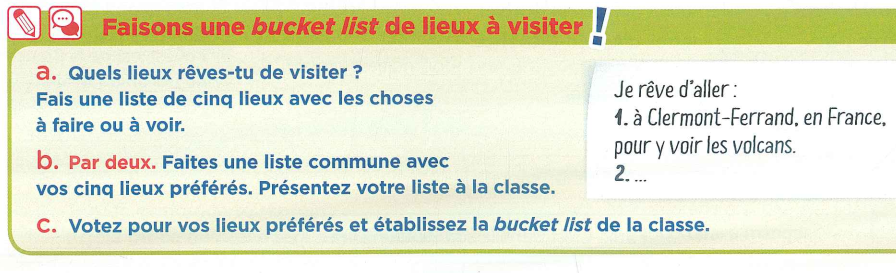 Faisons une bucket list de lieux à visiter !
a. Quels lieux rêves-tu de visiter ?
Fais une liste de cinq lieux avec les choses
à faire ou à voir.
b. Par deux. Faites une liste commune avec
vos cinq lieux préférés. Présentez votre liste à la classe.
c. Votez pour vos lieux préférés et établissez la bucket list de la classe.
Je rêve d'aller :
1. à Clermont-Ferrand, en France,
pour y voir les volcans.
2. ...